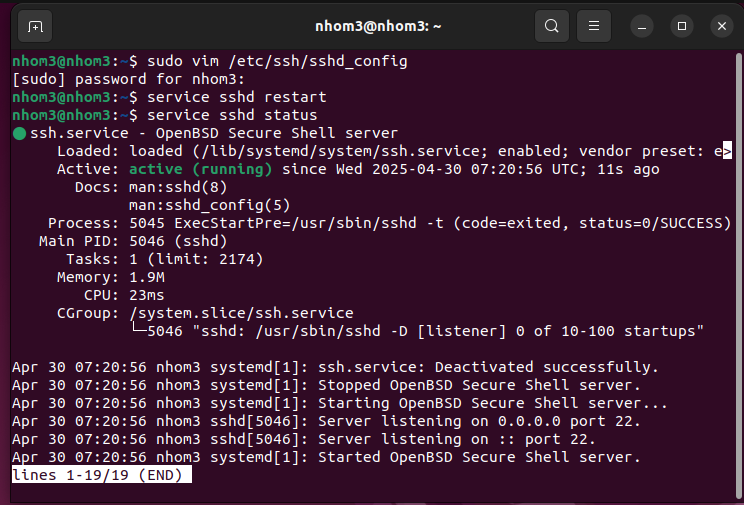 nhom3@nhom3: ~
nhom3@nhom3:~$ sudo vim /etc/ssh/sshd_config
[sudo] password for nhom3:
nhom3@nhom3:~$ service sshd restart
nhom3@nhom3:~$ service sshd status
● ssh.service - OpenBSD Secure Shell server
     Loaded: loaded (/lib/systemd/system/ssh.service; enabled; vendor preset: e>
     Active: active (running) since Wed 2025-04-30 07:20:56 UTC; 11s ago
       Docs: man:sshd(8)
             man:sshd_config(5)
    Process: 5045 ExecStartPre=/usr/sbin/sshd -t (code=exited, status=0/SUCCESS)
   Main PID: 5046 (sshd)
      Tasks: 1 (limit: 2174)
     Memory: 1.9M
        CPU: 23ms
     CGroup: /system.slice/ssh.service
             └─5046 "sshd: /usr/sbin/sshd -D [listener] 0 of 10-100 startups"
Apr 30 07:20:56 nhom3 systemd[1]: ssh.service: Deactivated successfully.
Apr 30 07:20:56 nhom3 systemd[1]: Stopped OpenBSD Secure Shell server.
Apr 30 07:20:56 nhom3 systemd[1]: Starting OpenBSD Secure Shell server...
Apr 30 07:20:56 nhom3 sshd[5046]: Server listening on 0.0.0.0 port 22.
Apr 30 07:20:56 nhom3 sshd[5046]: Server listening on :: port 22.
Apr 30 07:20:56 nhom3 systemd[1]: Started OpenBSD Secure Shell server.
lines 1-19/19 (END)